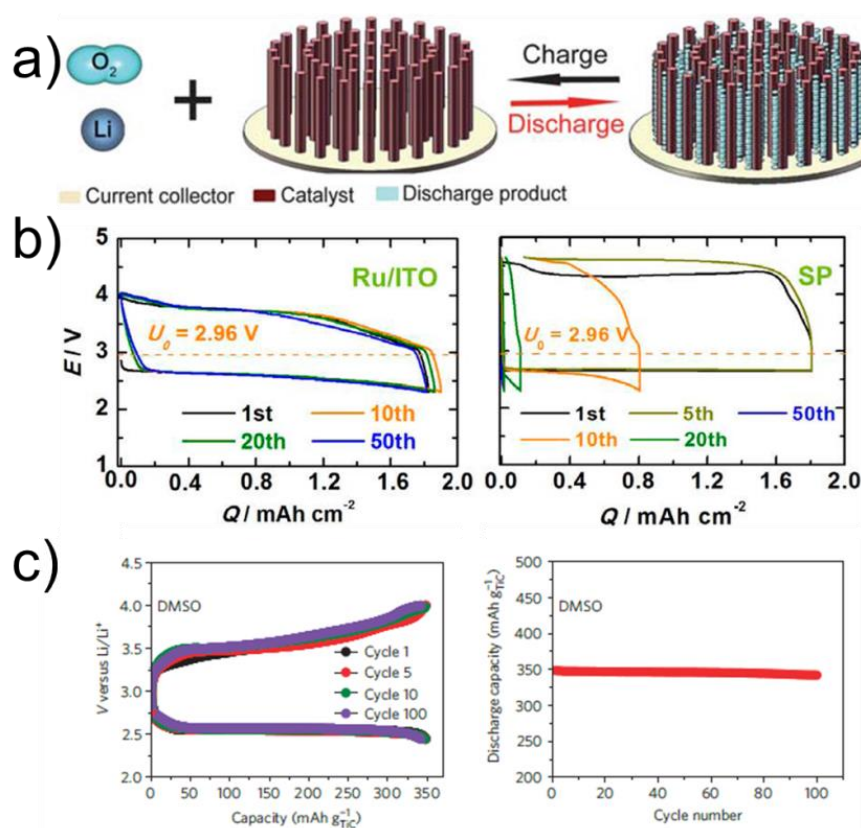 a)
O₂
Li
+
Charge
Discharge
Current collector
Catalyst
Discharge product
b)
Ru/ITO
U₀ = 2.96 V
1st
10th
20th
50th
E / V
5
4
3
2
1
0.0
0.4
0.8
1.2
1.6
2.0
Q / mAh cm⁻²
SP
U₀ = 2.96 V
1st
5th
50th
10th
20th
0.0
0.4
0.8
1.2
1.6
2.0
Q / mAh cm⁻²
c)
DMSO
V versus Li/Li⁺
4.5
4.0
3.5
3.0
2.5
2.0
Cycle 1
Cycle 5
Cycle 10
Cycle 100
0
50
100
150
200
250
300
350
Capacity (mAh g⁻¹TiC)
DMSO
Discharge capacity (mAh g⁻¹TiC)
500
450
400
350
300
250
200
0
20
40
60
80
100
Cycle number